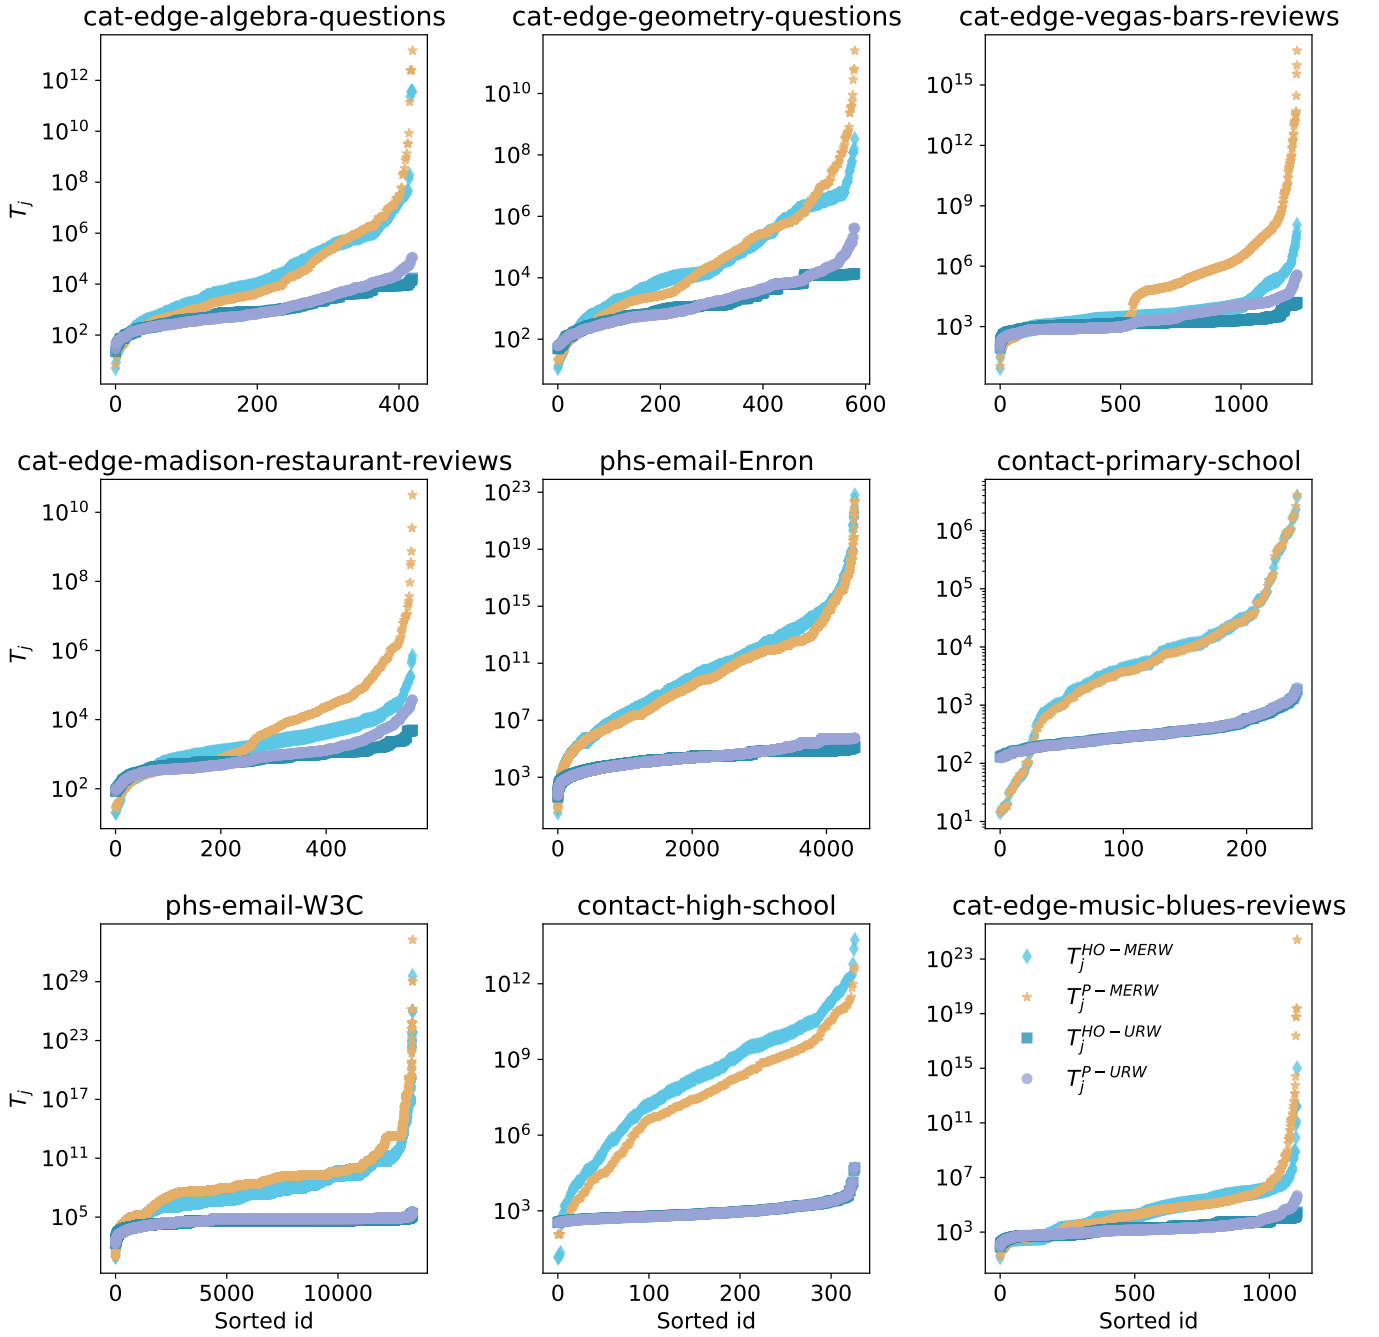 cat-edge-algebra-questions
cat-edge-geometry-questions
cat-edge-vegas-bars-reviews
T_j
10^12
10^10
10^8
10^6
10^4
10^2
0 200 400
10^10
10^8
10^6
10^4
10^2
0 200 400 600
10^15
10^12
10^9
10^6
10^3
0 500 1000
cat-edge-madison-restaurant-reviews
phs-email-Enron
contact-primary-school
T_j
10^10
10^8
10^6
10^4
10^2
0 200 400
10^23
10^19
10^15
10^11
10^7
10^3
0 2000 4000
10^6
10^5
10^4
10^3
10^2
10^1
0 100 200
phs-email-W3C
contact-high-school
cat-edge-music-blues-reviews
T_j
10^29
10^23
10^17
10^11
10^5
0 5000 10000
Sorted id
10^12
10^9
10^6
10^3
0 100 200 300
Sorted id
10^23
10^19
10^15
10^11
10^7
10^3
T_j^HO−MERW
T_j^P−MERW
T_j^HO−URW
T_j^P−URW
0 500 1000
Sorted id